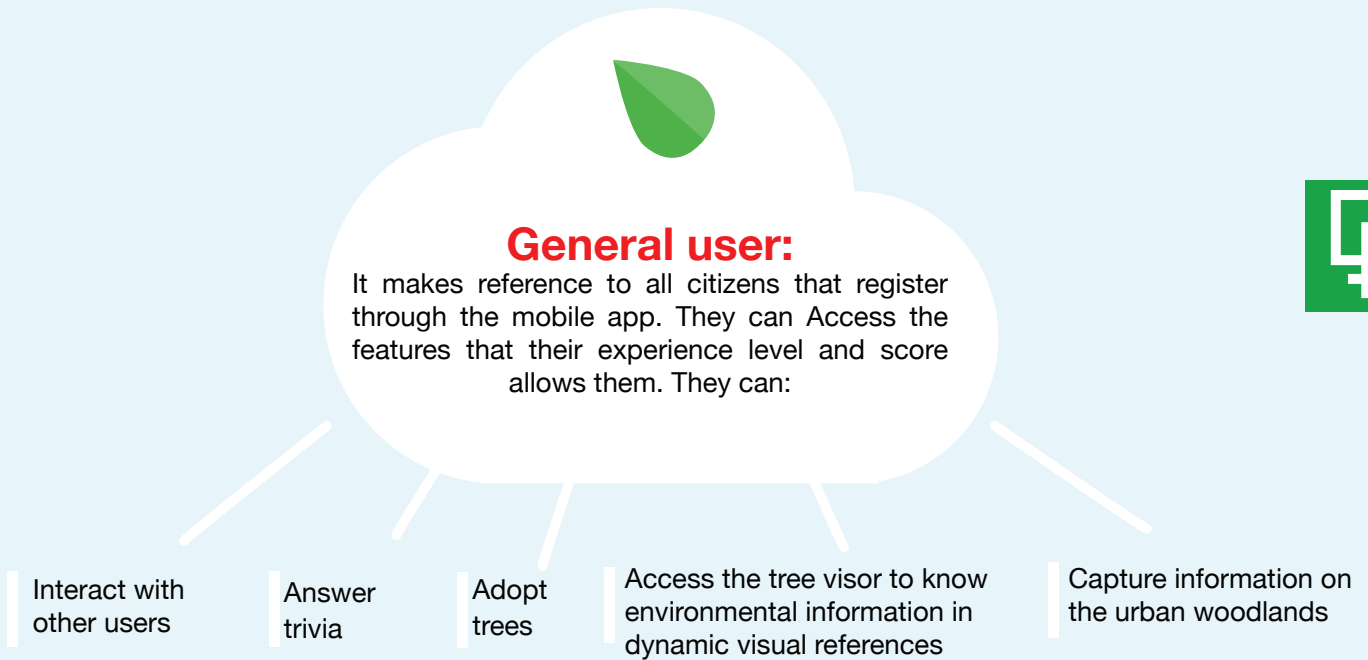 General user:
It makes reference to all citizens that register
through the mobile app. They can Access the
features that their experience level and score
allows them. They can:
Interact with
other users
Answer
trivia
Adopt
trees
Access the tree visor to know
environmental information in
dynamic visual references
Capture information on
the urban woodlands